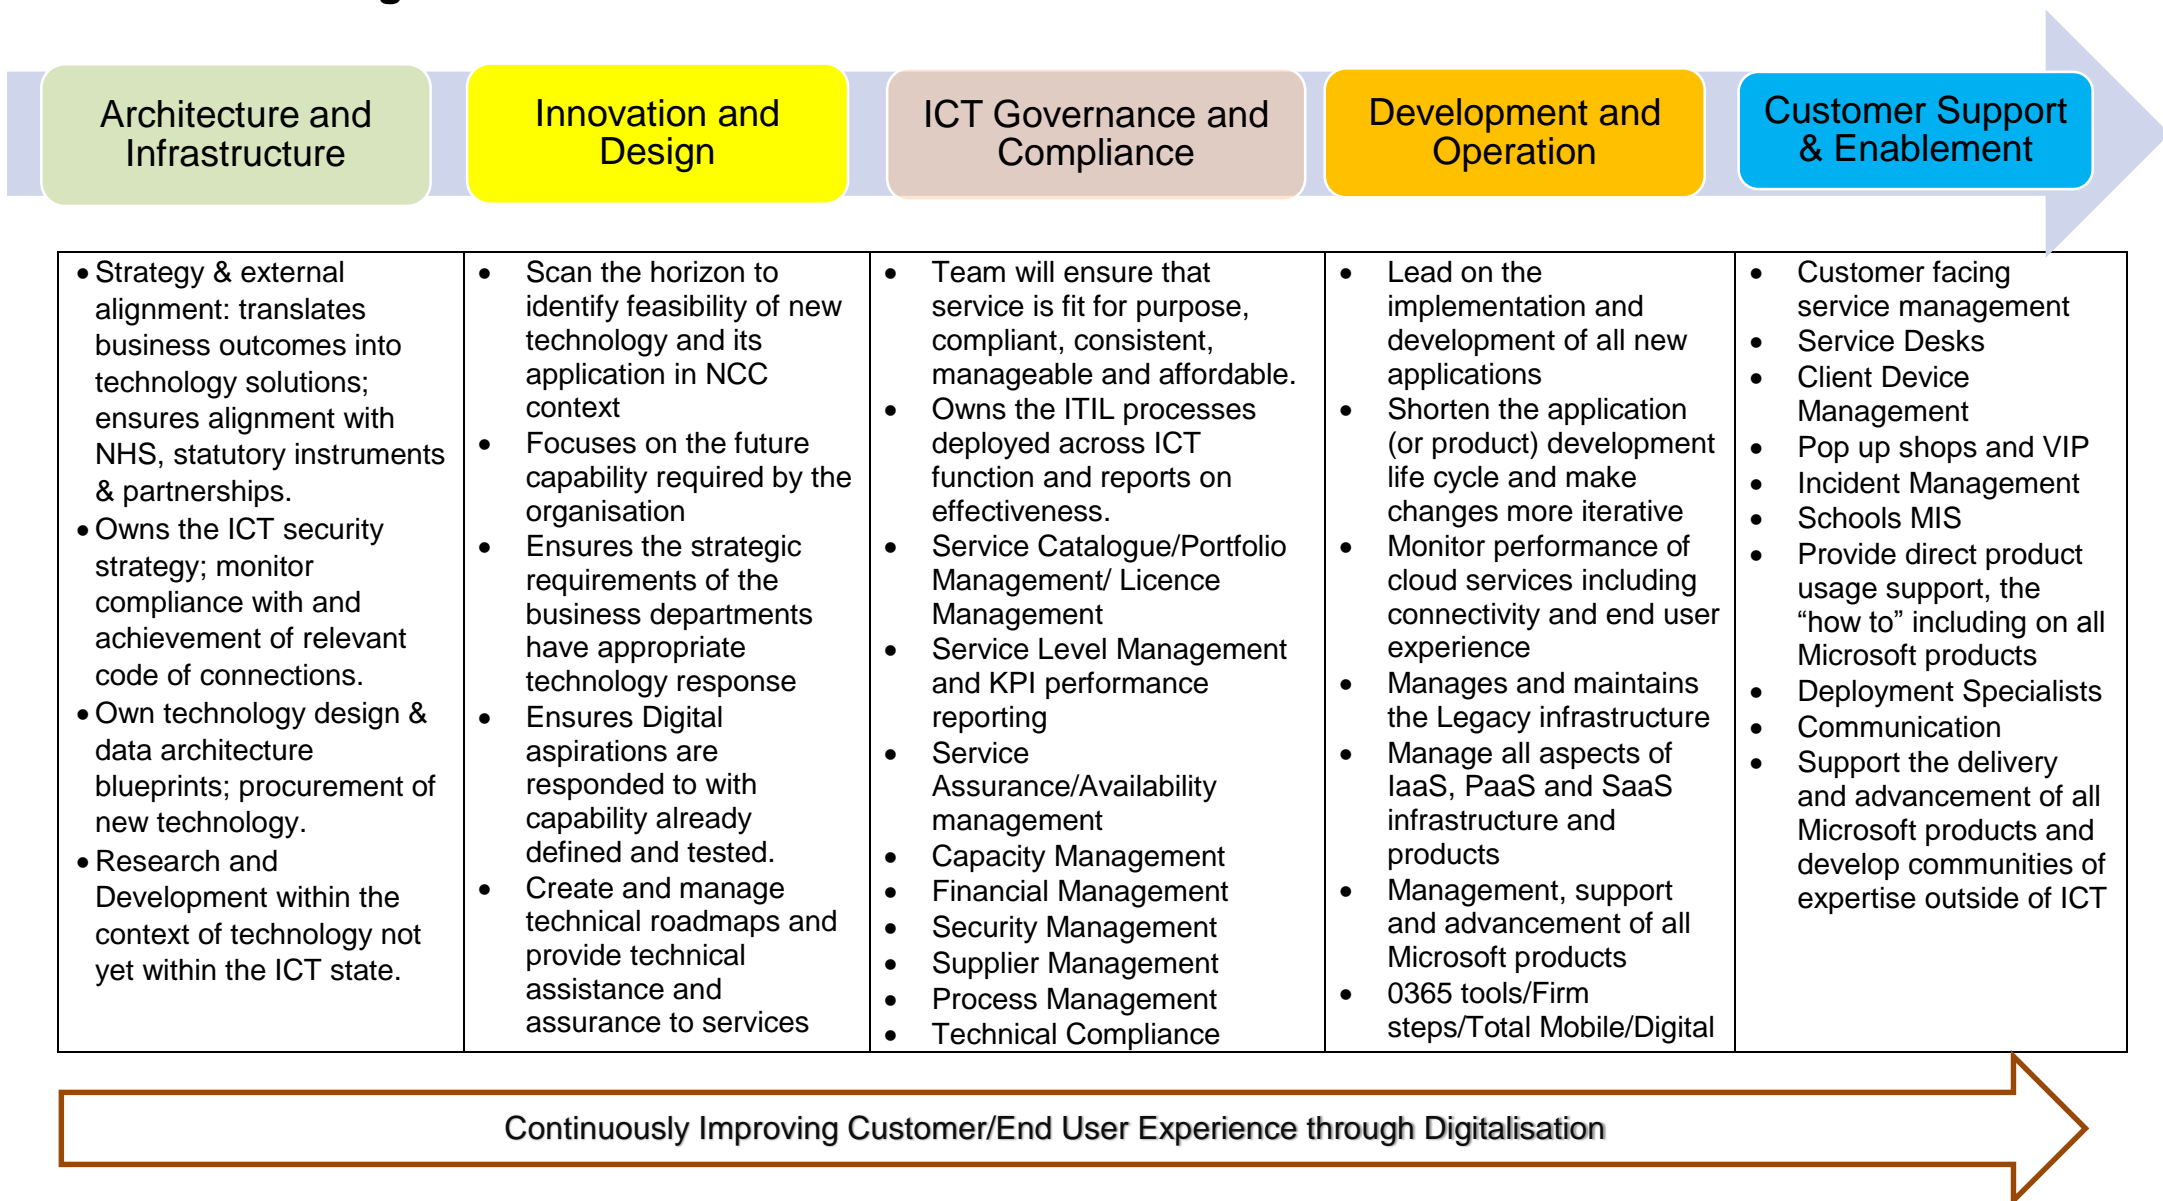 Architecture and
Infrastructure
Innovation and
Design
ICT Governance and
Compliance
Development and
Operation
Customer Support
& Enablement
• Strategy & external
alignment: translates
business outcomes into
technology solutions;
ensures alignment with
NHS, statutory instruments
& partnerships.
• Owns the ICT security
strategy; monitor
compliance with and
achievement of relevant
code of connections.
• Own technology design &
data architecture
blueprints; procurement of
new technology.
• Research and
Development within the
context of technology not
yet within the ICT state.
• Scan the horizon to
identify feasibility of new
technology and its
application in NCC
context
• Focuses on the future
capability required by the
organisation
• Ensures the strategic
requirements of the
business departments
have appropriate
technology response
• Ensures Digital
aspirations are
responded to with
capability already
defined and tested.
• Create and manage
technical roadmaps and
provide technical
assistance and
assurance to services
• Team will ensure that
service is fit for purpose,
compliant, consistent,
manageable and affordable.
• Owns the ITIL processes
deployed across ICT
function and reports on
effectiveness.
• Service Catalogue/Portfolio
Management/ Licence
Management
• Service Level Management
and KPI performance
reporting
• Service
Assurance/Availability
management
• Capacity Management
• Financial Management
• Security Management
• Supplier Management
• Process Management
• Technical Compliance
• Lead on the
implementation and
development of all new
applications
• Shorten the application
(or product) development
life cycle and make
changes more iterative
• Monitor performance of
cloud services including
connectivity and end user
experience
• Manages and maintains
the Legacy infrastructure
• Manage all aspects of
IaaS, PaaS and SaaS
infrastructure and
products
• Management, support
and advancement of all
Microsoft products
• 0365 tools/Firm
steps/Total Mobile/Digital
• Customer facing
service management
• Service Desks
• Client Device
Management
• Pop up shops and VIP
• Incident Management
• Schools MIS
• Provide direct product
usage support, the
“how to” including on all
Microsoft products
• Deployment Specialists
• Communication
• Support the delivery
and advancement of all
Microsoft products and
develop communities of
expertise outside of ICT
Continuously Improving Customer/End User Experience through Digitalisation